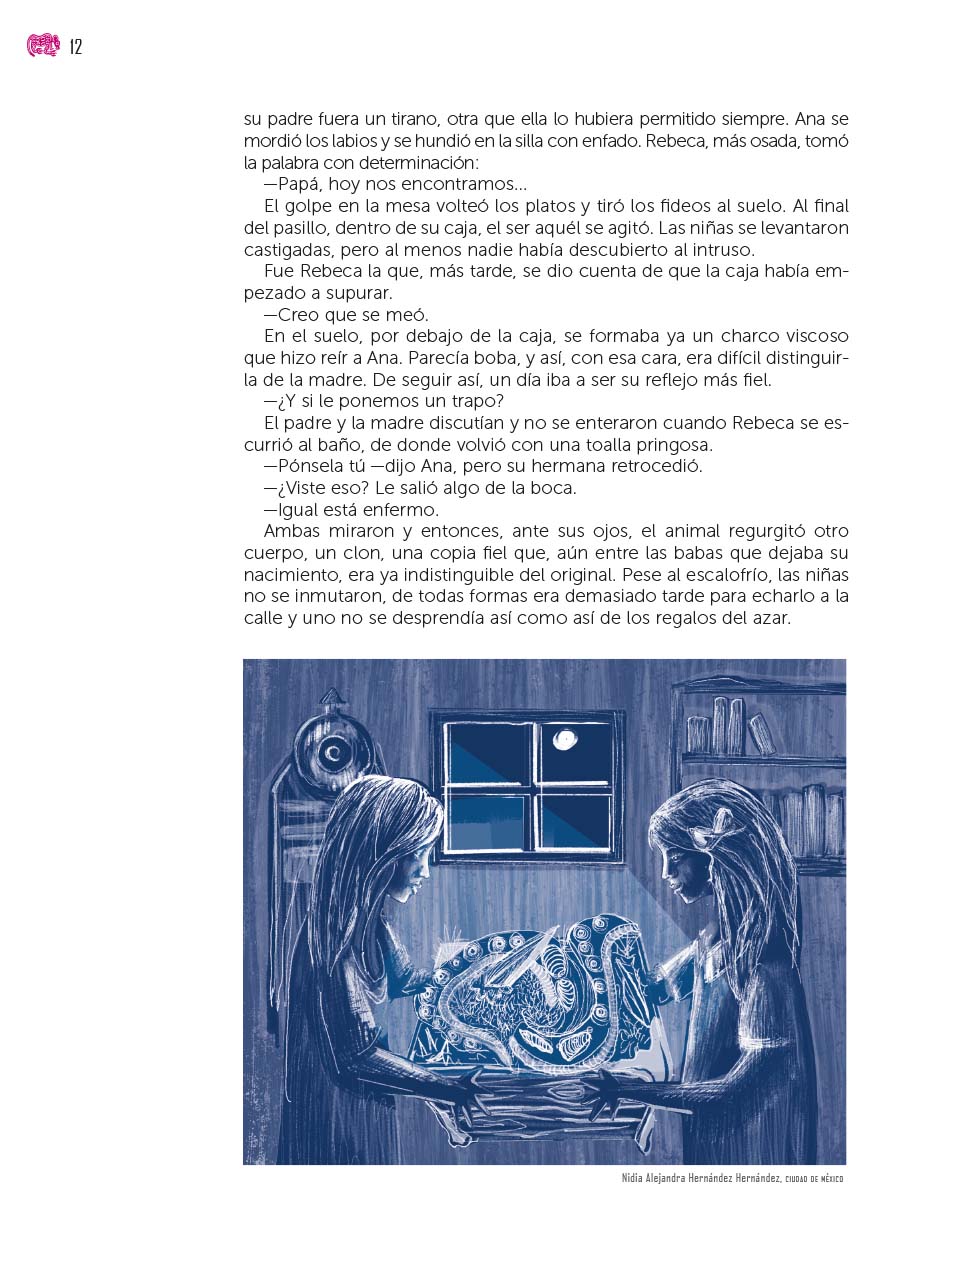 12
su padre fuera un tirano, otra que ella lo hubiera permitido siempre. Ana se
mordió los labios y se hundió en la silla con enfado. Rebeca, más osada, tomó
la palabra con determinación:
—Papá, hoy nos encontramos...
El golpe en la mesa volteó los platos y tiró los fideos al suelo. Al final
del pasillo, dentro de su caja, el ser aquél se agitó. Las niñas se levantaron
castigadas, pero al menos nadie había descubierto al intruso.
Fue Rebeca la que, más tarde, se dio cuenta de que la caja había em-
pezado a supurar.
—Creo que se meó.
En el suelo, por debajo de la caja, se formaba ya un charco viscoso
que hizo reír a Ana. Parecía boba, y así, con esa cara, era difícil distinguir-
la de la madre. De seguir así, un día iba a ser su reflejo más fiel.
—¿Y si le ponemos un trapo?
El padre y la madre discutían y no se enteraron cuando Rebeca se es-
currió al baño, de donde volvió con una toalla pringosa.
—Pónsela tú —dijo Ana, pero su hermana retrocedió.
—¿Viste eso? Le salió algo de la boca.
—Igual está enfermo.
Ambas miraron y entonces, ante sus ojos, el animal regurgitó otro
cuerpo, un clon, una copia fiel que, aún entre las babas que dejaba su
nacimiento, era ya indistinguible del original. Pese al escalofrío, las niñas
no se inmutaron, de todas formas era demasiado tarde para echarlo a la
calle y uno no se desprendía así como así de los regalos del azar.
Nidia Alejandra Hernández Hernández, CIUDAD DE MÉXICO